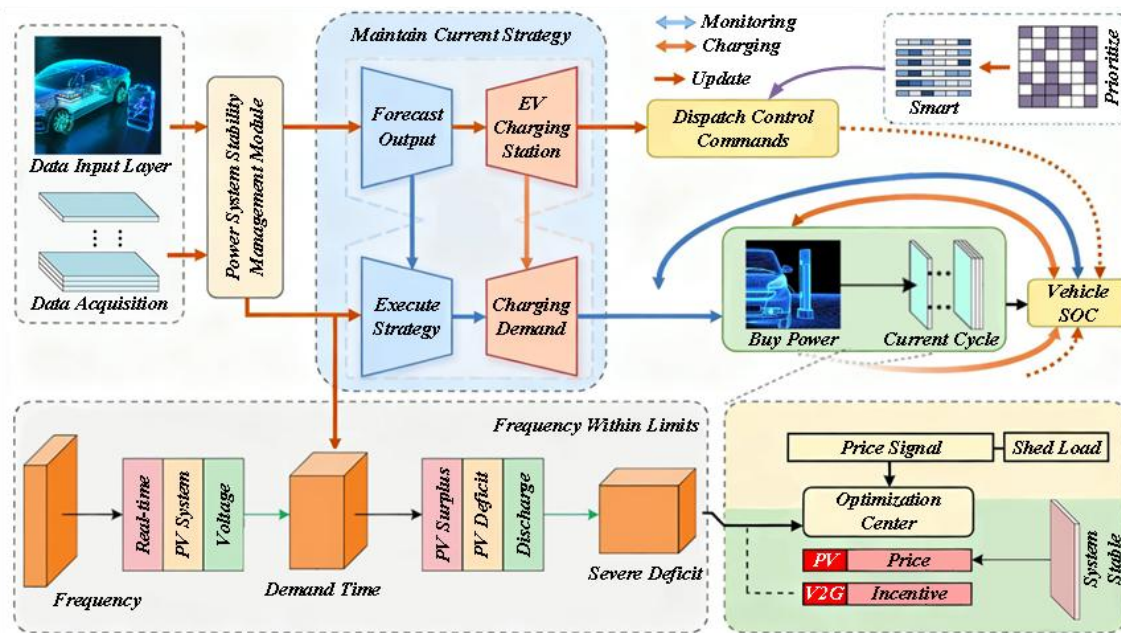 Data Input Layer
Data Acquisition
Power System Stability
Management Module
Maintain Current Strategy
Forecast
Output
EV
Charging
Station
Execute
Strategy
Charging
Demand
Monitoring
Charging
Update
Dispatch Control
Commands
Smart
Prioritize
Buy Power
Current Cycle
Vehicle
SOC
Frequency Within Limits
Frequency
Real-time
PV System
Voltage
Demand Time
PV Surplus
PV Deficit
Discharge
Severe Deficit
Price Signal
Shed Load
Optimization
Center
PV
Price
V2G
Incentive
System
Stable